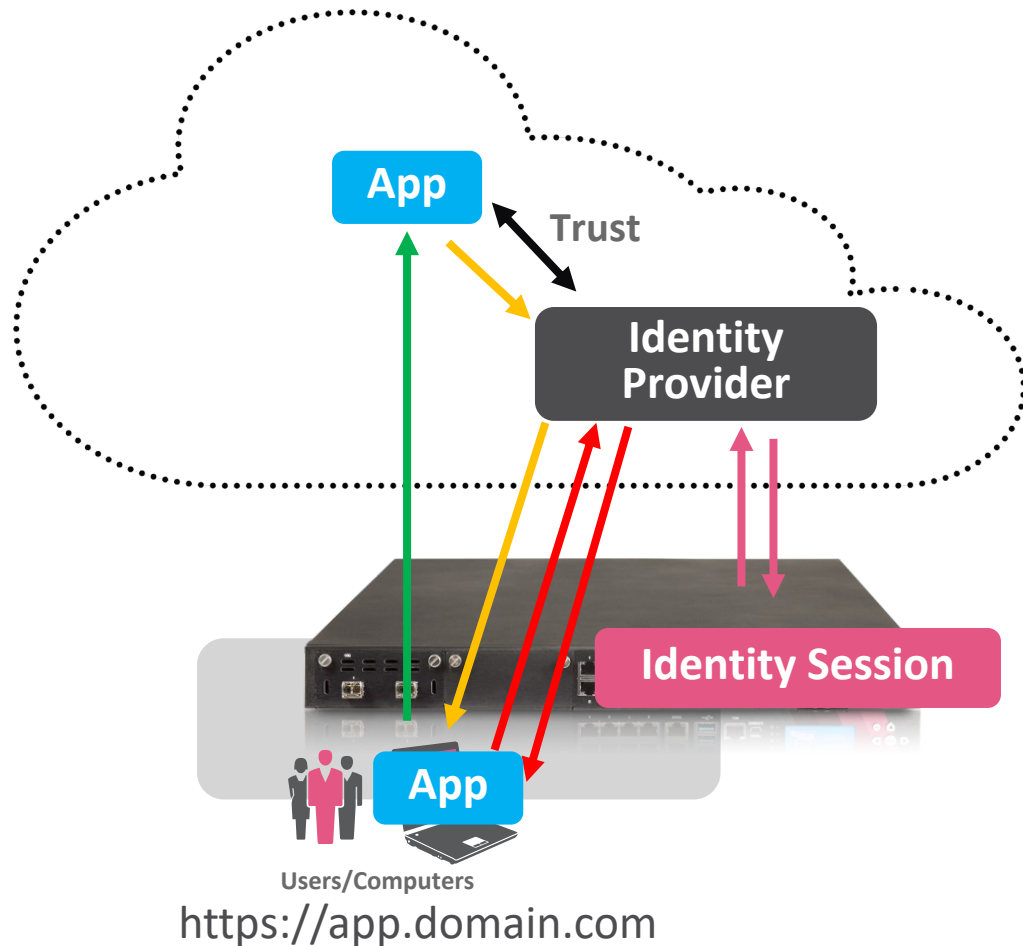 App
Trust
Identity
Provider
Identity Session
App
Users/Computers
https://app.domain.com